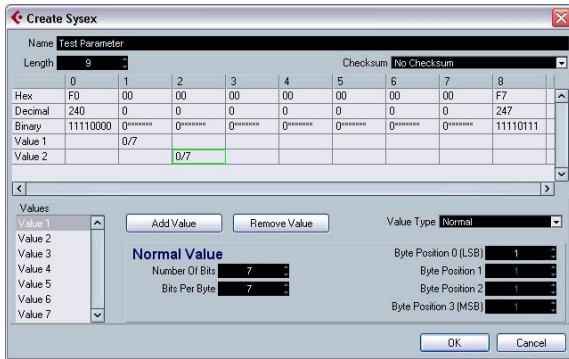 Create Sysex
Name Test Parameter
Length 9 Checksum No Checksum
0 1 2 3 4 5 6 7 8
Hex F0 00 00 00 00 00 00 00 F7
Decimal 240 0 0 0 0 0 0 0 247
Binary 11110000 0******* 0******* 0******* 0******* 0******* 0******* 0******* 11110111
Value 1 0/7
Value 2 0/7
Values
Value 1 Add Value Remove Value Value Type Normal
Value 2
Value 3 Normal Value Byte Position 0 (LSB) 1
Value 4 Number Of Bits 7 Byte Position 1 1
Value 5 Bits Per Byte 7 Byte Position 2 1
Value 6 Byte Position 3 (MSB) 1
Value 7
OK Cancel